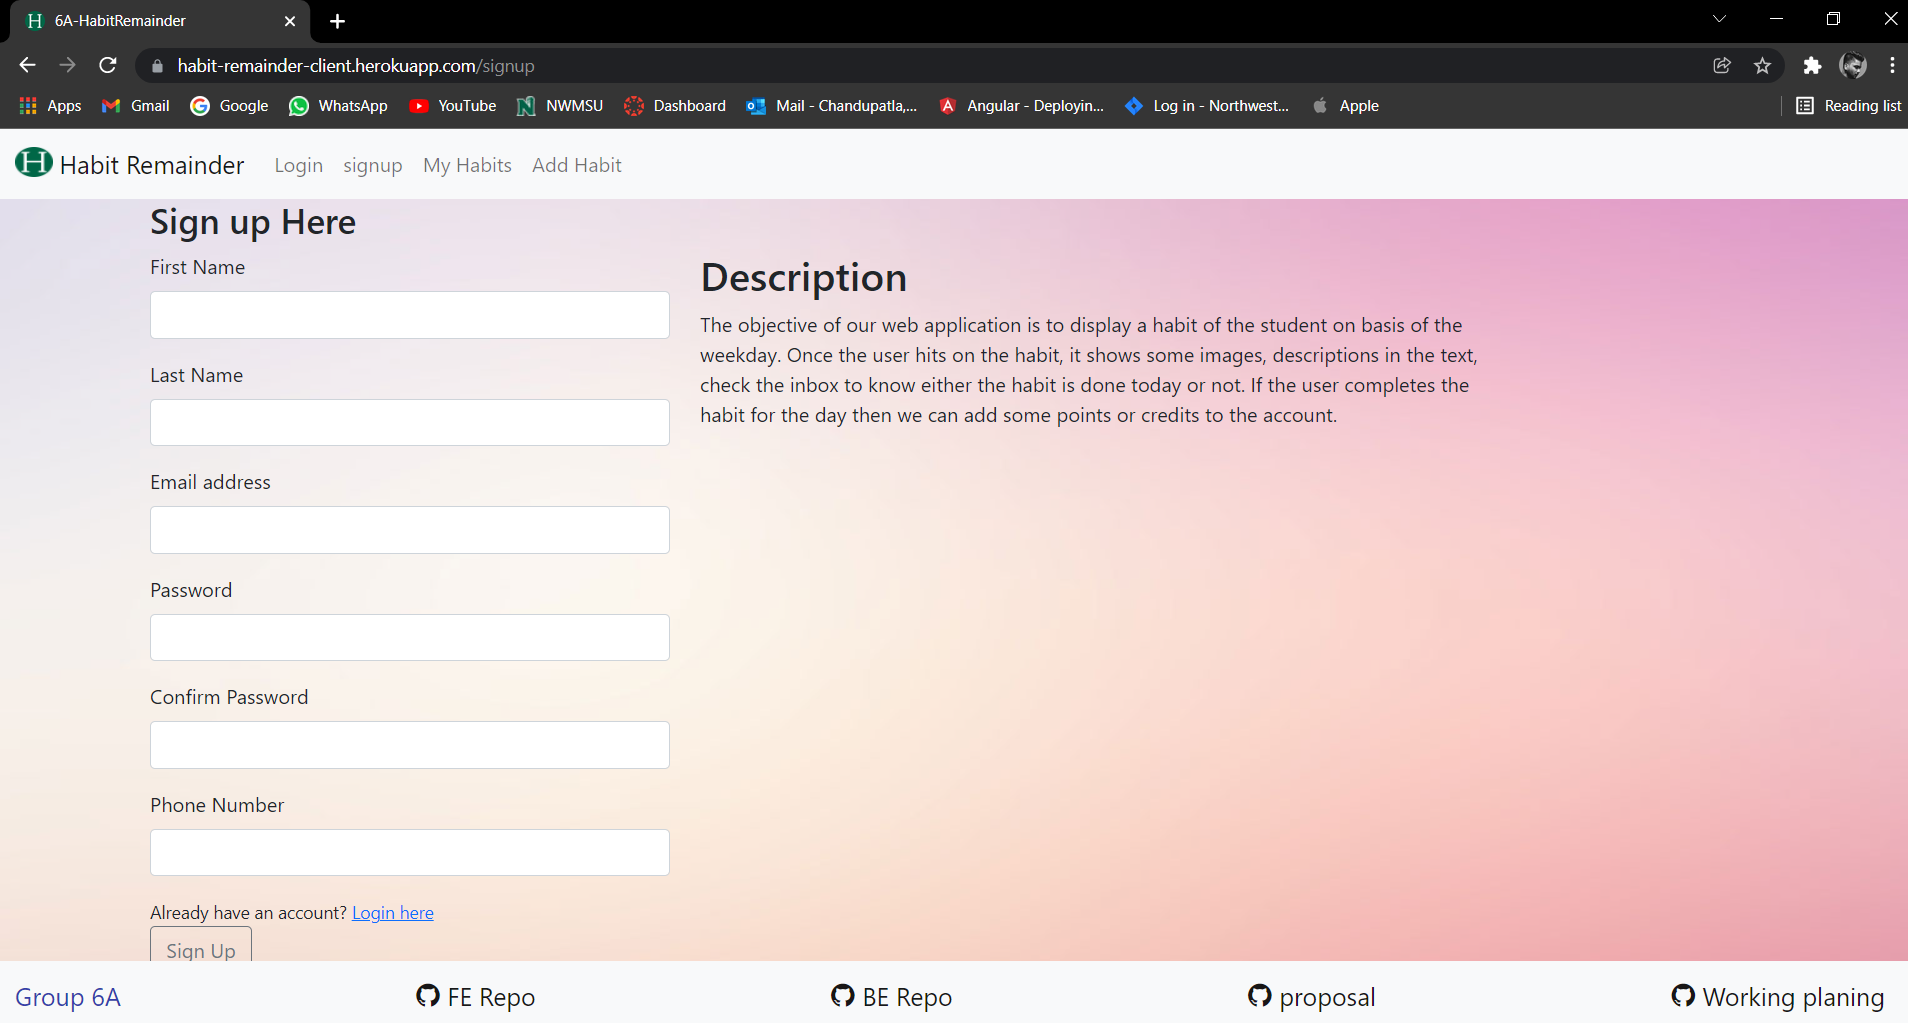 6A-HabitRemainder
habit-remainder-client.herokuapp.com/signup
Apps Gmail Google WhatsApp YouTube NWMSU Dashboard Mail - Chandupatla,... Angular - Deployin... Log in - Northwest... Apple Reading list
H Habit Remainder Login signup My Habits Add Habit
Sign up Here
First Name
Last Name
Email address
Password
Confirm Password
Phone Number
Already have an account? Login here
Sign Up
Description
The objective of our web application is to display a habit of the student on basis of the
weekday. Once the user hits on the habit, it shows some images, descriptions in the text,
check the inbox to know either the habit is done today or not. If the user completes the
habit for the day then we can add some points or credits to the account.
Group 6A FE Repo BE Repo proposal Working planing